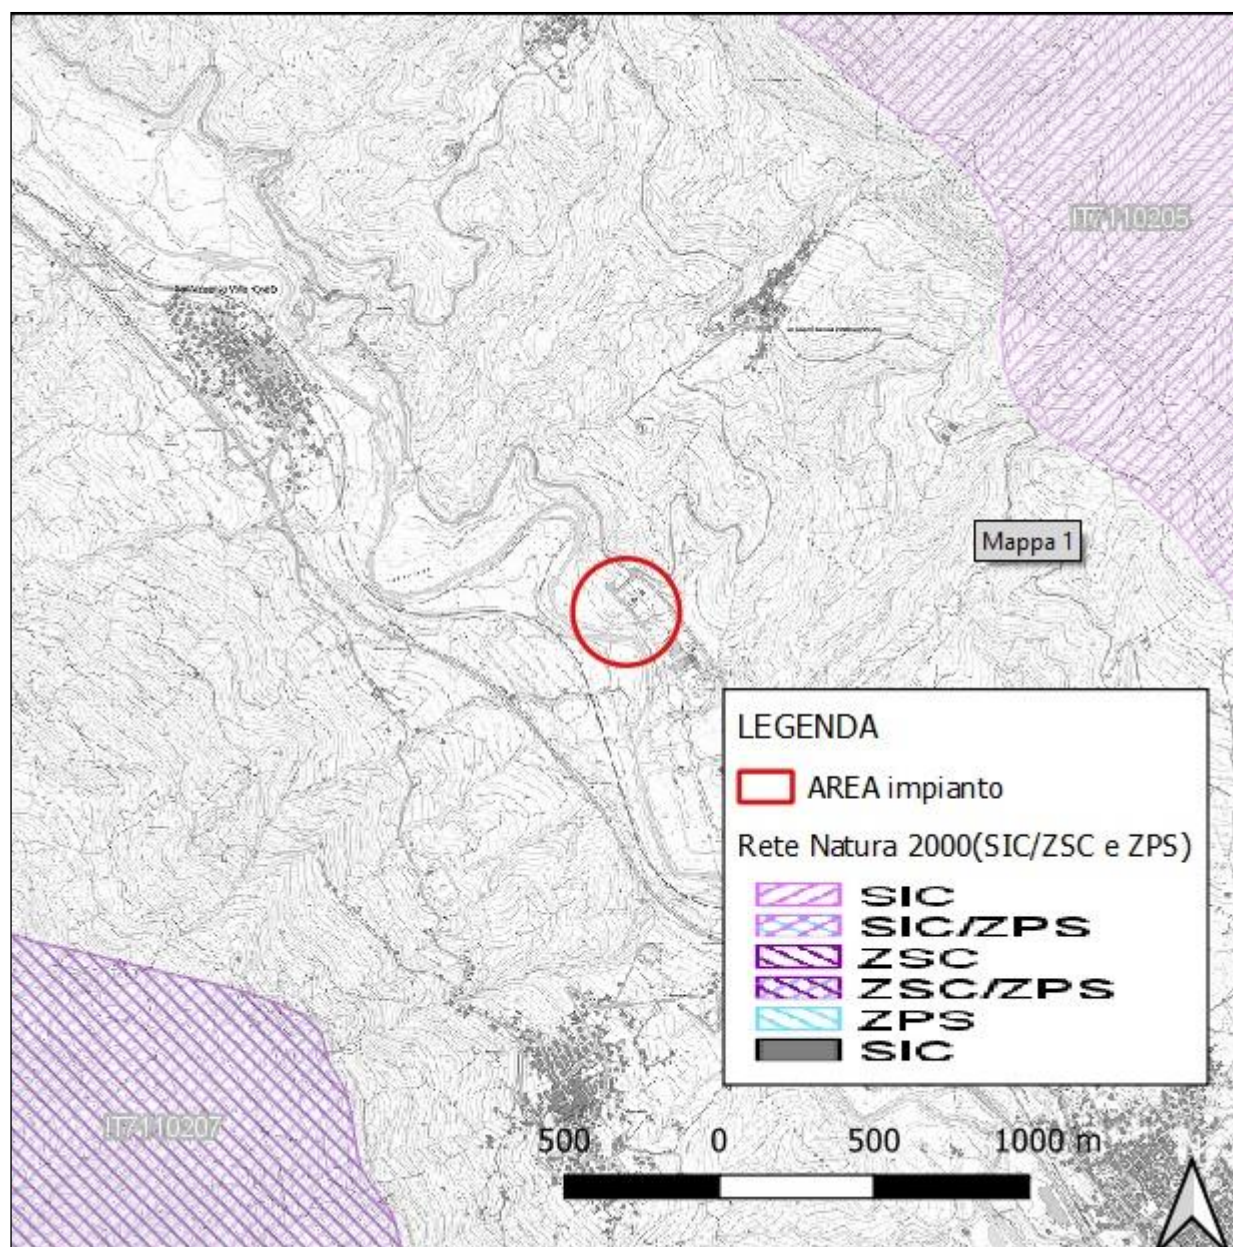 IT7110205
Mappa 1
LEGENDA
AREA impianto
Rete Natura 2000(SIC/ZSC e ZPS)
SIC
SIC/ZPS
ZSC
ZSC/ZPS
ZPS
SIC
IT7110207
500 0 500 1000 m